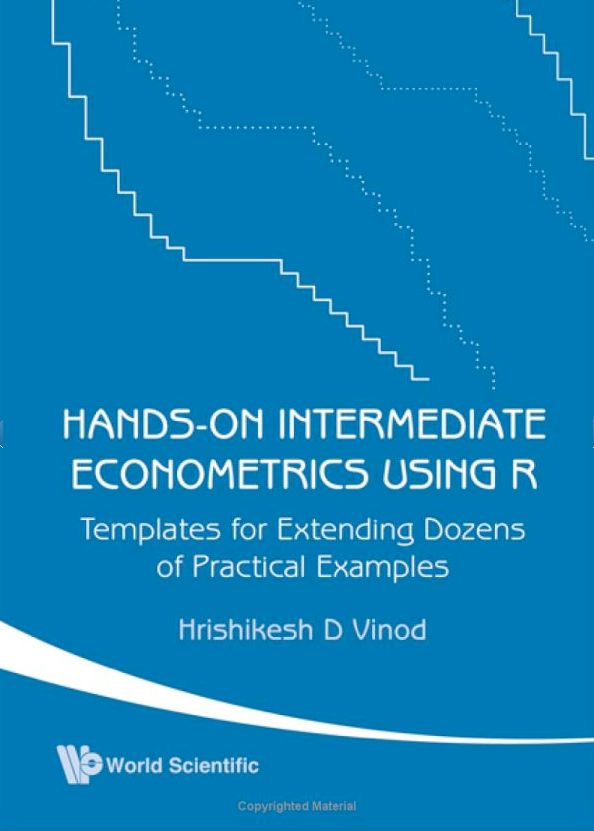 HANDS-ON INTERMEDIATE
ECONOMETRICS USING R
Templates for Extending Dozens
of Practical Examples
Hrishikesh D Vinod
World Scientific
Copyrighted Material